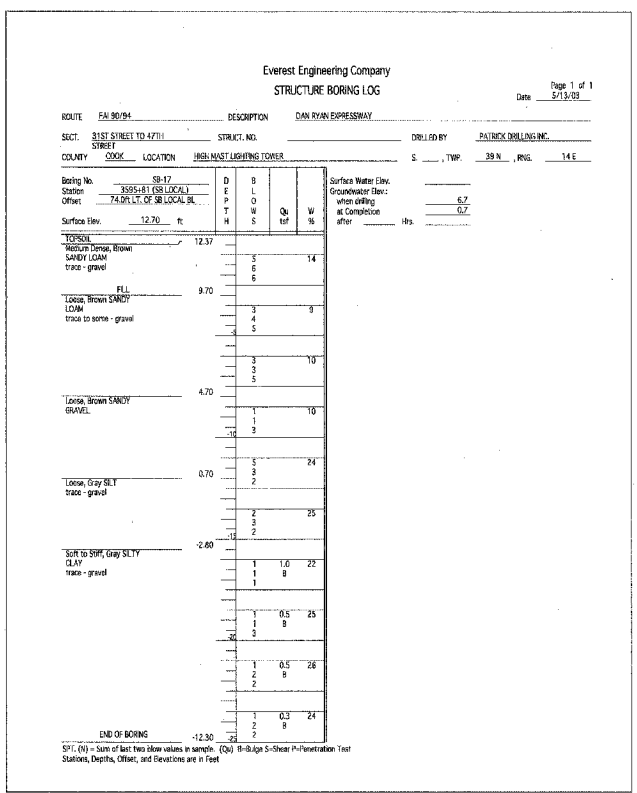 Everest Engineering Company
STRUCTURE BORING LOG
Page 1 of 1
Date 5/13/03
ROUTE FAI 90/94 DESCRIPTION DAN RYAN EXPRESSWAY
SECT. 31ST STREET TO 47TH STREET STRUCT. NO. DRILLED BY PATRICK DRILLING INC.
COUNTY COOK LOCATION HIGH MAST LIGHTING TOWER S. , TWP. 39 N , RNG. 14 E
Boring No. SB-17
Station 3595+81 (SB LOCAL)
Offset 74.0ft LT. OF SB LOCAL BL
Surface Elev. 12.70 ft
DEPTH BLOWS Qu tsf W %
Surface Water Elev.
Groundwater Elev.:
when drilling 6.7
at Completion 0.7
after Hrs.
TOPSOIL 12.37
Medium Dense, Brown
SANDY LOAM 5 14
trace - gravel 6
6
FILL 9.70
Loose, Brown SANDY
LOAM 3 9
trace to some - gravel 4
-5 5
3 10
3
5
4.70
Loose, Brown SANDY
GRAVEL 1 10
1
-10 3
5 24
0.70 3
Loose, Gray SILT 2
trace - gravel
2 25
3
-15 2
-2.80
Soft to Stiff, Gray SILTY
CLAY 1 1.0 22
trace - gravel 1 B
1
1 0.5 25
1 B
-20 3
1 0.5 26
2 B
2
1 0.3 24
2 B
END OF BORING -12.30 -25 2
SPT. (N) = Sum of last two blow values in sample. (Qu) B=Bulge S=Shear P=Penetration Test
Stations, Depths, Offset, and Elevations are in Feet